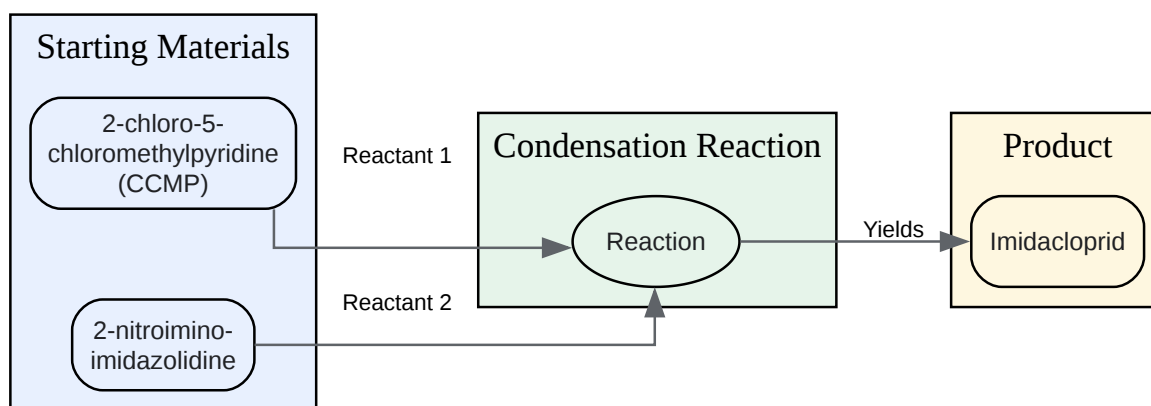 Starting Materials
2-chloro-5-
chloromethylpyridine
(CCMP)
2-nitroimino-
imidazolidine
Reactant 1
Reactant 2
Condensation Reaction
Reaction
Yields
Product
Imidacloprid